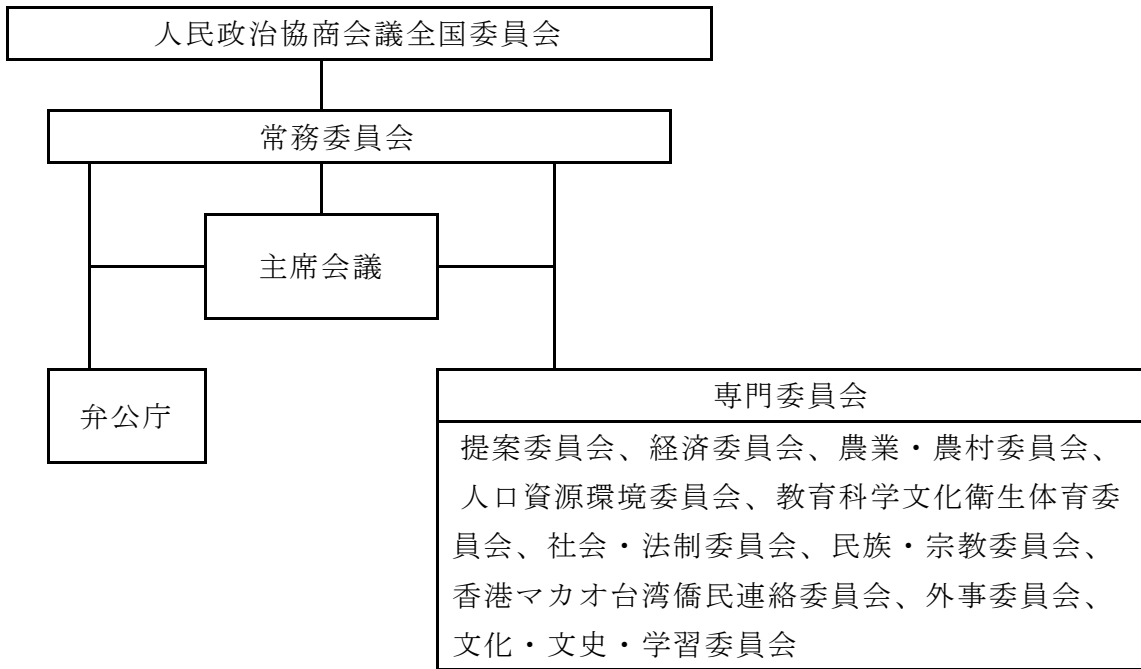 人民政治協商会議全国委員会
常務委員会
主席会議
弁公庁
専門委員会
提案委員会、経済委員会、農業・農村委員会、
人口資源環境委員会、教育科学文化衛生体育委
員会、社会・法制委員会、民族・宗教委員会、
香港マカオ台湾僑民連絡委員会、外事委員会、
文化・文史・学習委員会